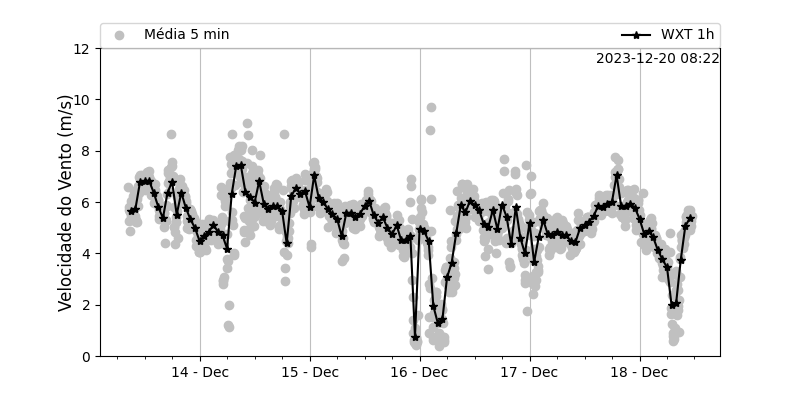 Média 5 min
WXT 1h
2023-12-20 08:22
Velocidade do Vento (m/s)
12
10
8
6
4
2
0
14 - Dec
15 - Dec
16 - Dec
17 - Dec
18 - Dec